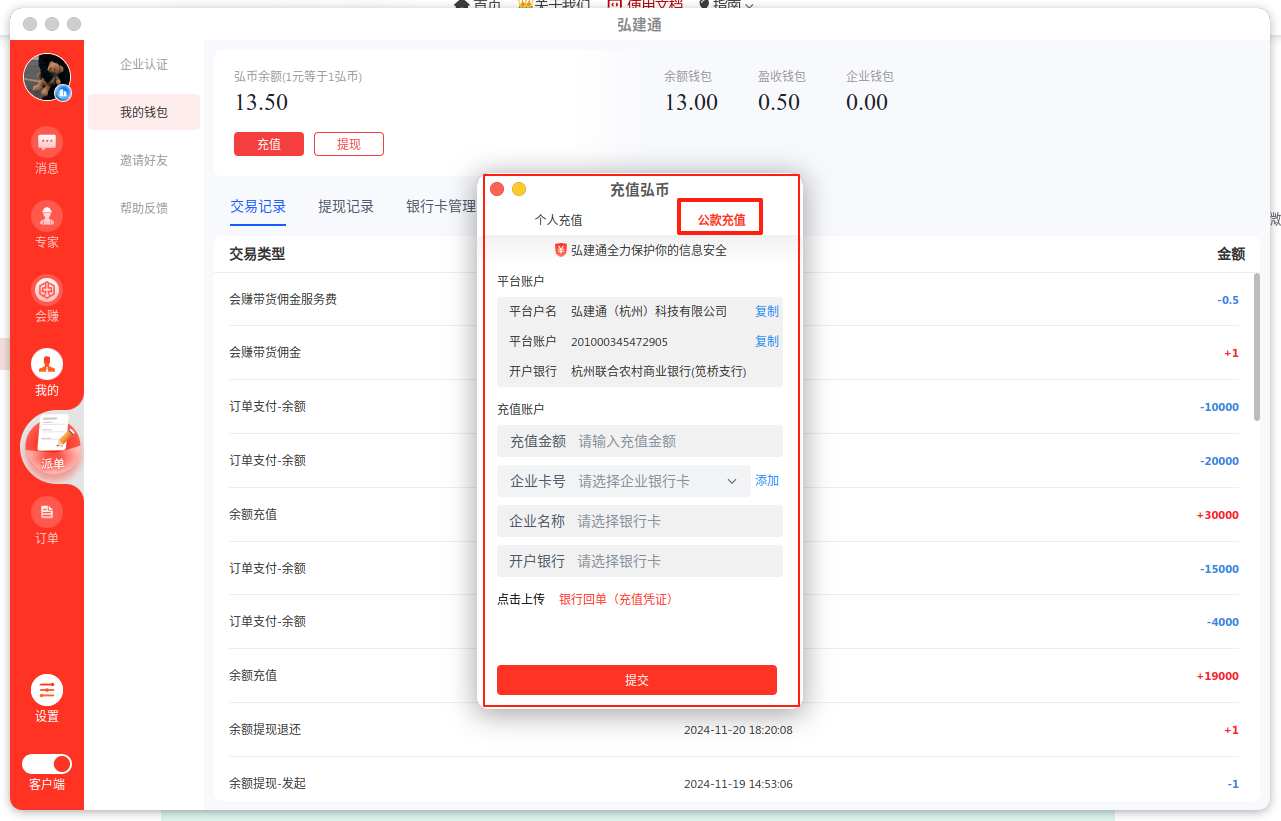 首页 关于我们 使用文档 指南
弘建通
企业认证
我的钱包
邀请好友
帮助反馈
消息
专家
会赚
我的
派单
订单
设置
客户端
弘币余额(1元等于1弘币)
13.50
充值 提现
余额钱包 盈收钱包 企业钱包
13.00 0.50 0.00
交易记录 提现记录 银行卡管理
交易类型 金额
会赚带货佣金服务费 -0.5
会赚带货佣金 +1
订单支付-余额 -10000
订单支付-余额 -20000
余额充值 +30000
订单支付-余额 -15000
订单支付-余额 -4000
余额充值 +19000
余额提现退还 2024-11-20 18:20:08 +1
余额提现-发起 2024-11-19 14:53:06 -1
充值弘币
个人充值 公款充值
弘建通全力保护你的信息安全
平台账户
平台户名 弘建通（杭州）科技有限公司 复制
平台账户 201000345472905 复制
开户银行 杭州联合农村商业银行(笕桥支行)
充值账户
充值金额 请输入充值金额
企业卡号 请选择企业银行卡 添加
企业名称 请选择银行卡
开户银行 请选择银行卡
点击上传 银行回单（充值凭证）
提交
微